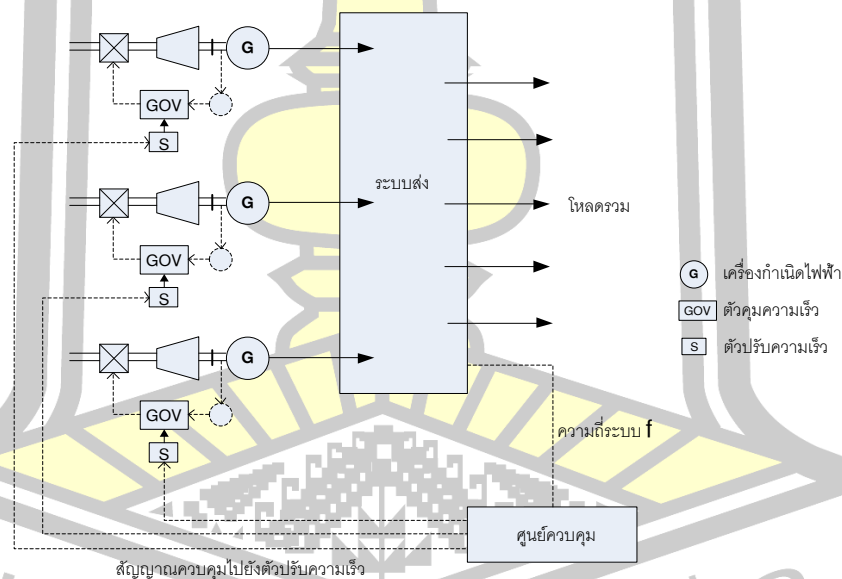 G
GOV
S
G
ระบบส่ง
โหลดรวม
GOV
S
G
เครื่องกำเนิดไฟฟ้า
GOV
ตัวคุมความเร็ว
S
ตัวปรับความเร็ว
G
GOV
S
ความถี่ระบบ f
ศูนย์ควบคุม
สัญญาณควบคุมไปยังตัวปรับความเร็ว